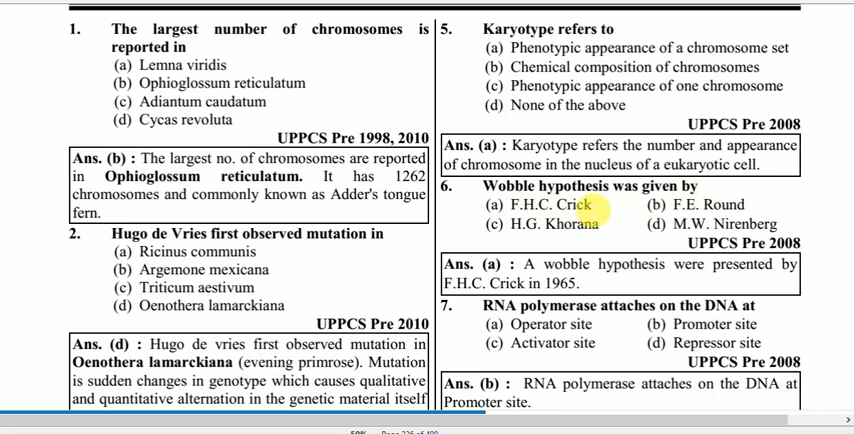 1. The largest number of chromosomes is reported in
(a) Lemna viridis
(b) Ophioglossum reticulatum
(c) Adiantum caudatum
(d) Cycas revoluta
UPPCS Pre 1998, 2010
Ans. (b) : The largest no. of chromosomes are reported
in Ophioglossum reticulatum. It has 1262
chromosomes and commonly known as Adder's tongue
fern.
2. Hugo de Vries first observed mutation in
(a) Ricinus communis
(b) Argemone mexicana
(c) Triticum aestivum
(d) Oenothera lamarckiana
UPPCS Pre 2010
Ans. (d) : Hugo de vries first observed mutation in
Oenothera lamarckiana (evening primrose). Mutation
is sudden changes in genotype which causes qualitative
and quantitative alternation in the genetic material itself
5. Karyotype refers to
(a) Phenotypic appearance of a chromosome set
(b) Chemical composition of chromosomes
(c) Phenotypic appearance of one chromosome
(d) None of the above
UPPCS Pre 2008
Ans. (a) : Karyotype refers the number and appearance
of chromosome in the nucleus of a eukaryotic cell.
6. Wobble hypothesis was given by
(a) F.H.C. Crick (b) F.E. Round
(c) H.G. Khorana (d) M.W. Nirenberg
UPPCS Pre 2008
Ans. (a) : A wobble hypothesis were presented by
F.H.C. Crick in 1965.
7. RNA polymerase attaches on the DNA at
(a) Operator site (b) Promoter site
(c) Activator site (d) Repressor site
UPPCS Pre 2008
Ans. (b) : RNA polymerase attaches on the DNA at
Promoter site.